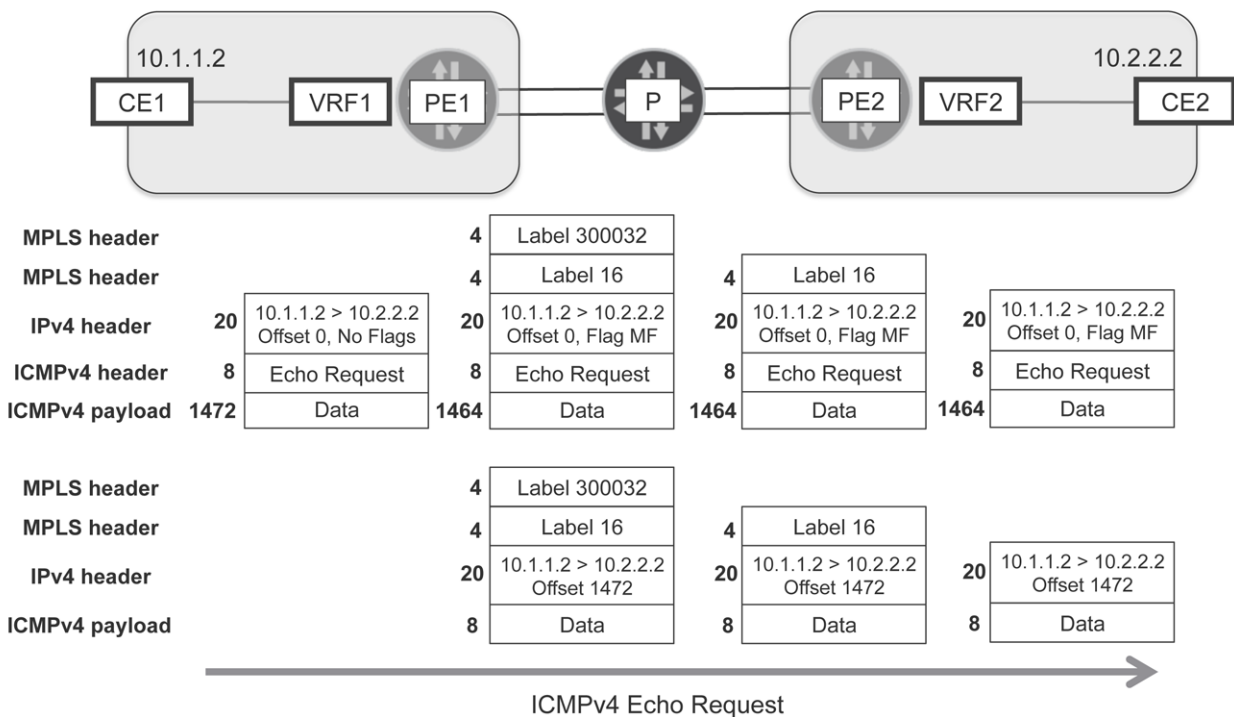 10.1.1.2 10.2.2.2
CE1 VRF1 PE1 P PE2 VRF2 CE2
MPLS header 4 Label 300032
MPLS header 4 Label 16 4 Label 16
IPv4 header 20 10.1.1.2 > 10.2.2.2 20 10.1.1.2 > 10.2.2.2 20 10.1.1.2 > 10.2.2.2 20 10.1.1.2 > 10.2.2.2
Offset 0, No Flags Offset 0, Flag MF Offset 0, Flag MF Offset 0, Flag MF
ICMPv4 header 8 Echo Request 8 Echo Request 8 Echo Request 8 Echo Request
ICMPv4 payload 1472 Data 1464 Data 1464 Data 1464 Data
MPLS header 4 Label 300032
MPLS header 4 Label 16 4 Label 16
IPv4 header 20 10.1.1.2 > 10.2.2.2 20 10.1.1.2 > 10.2.2.2 20 10.1.1.2 > 10.2.2.2
Offset 1472 Offset 1472 Offset 1472
ICMPv4 payload 8 Data 8 Data 8 Data
ICMPv4 Echo Request